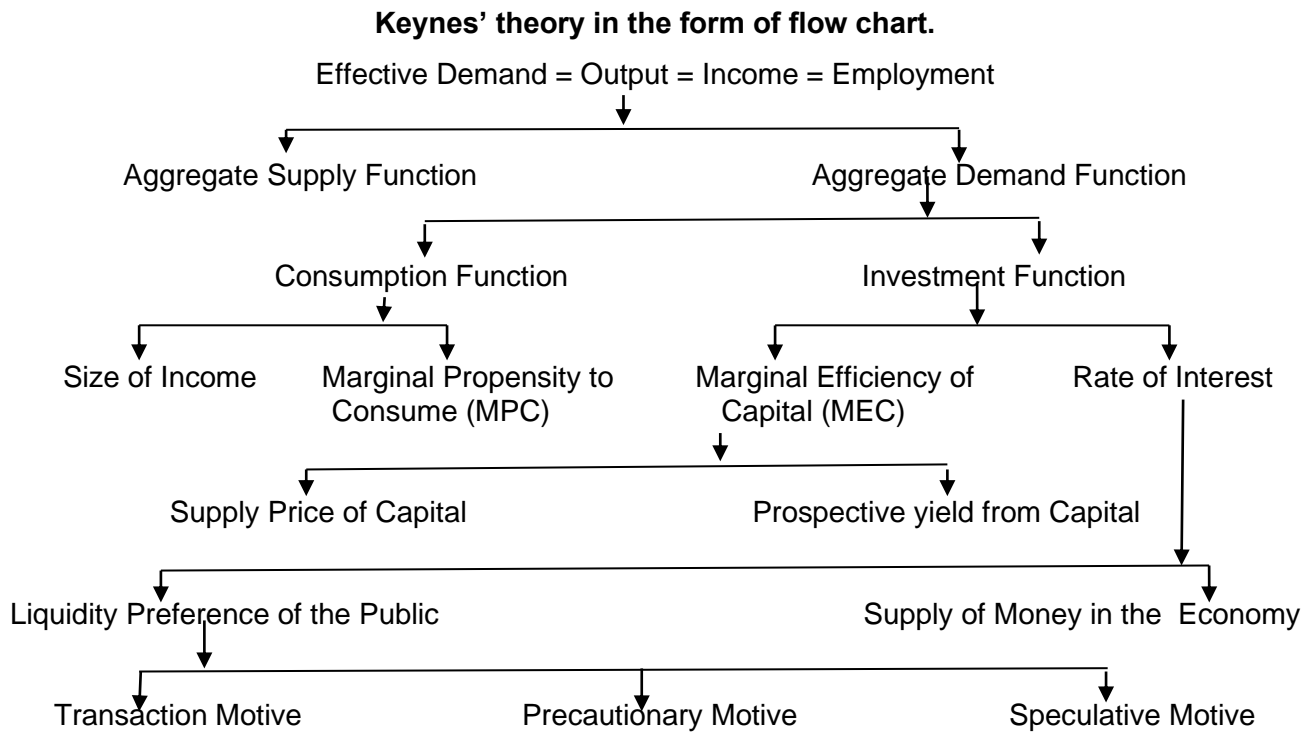 Keynes’ theory in the form of flow chart.
Effective Demand = Output = Income = Employment
Aggregate Supply Function
Aggregate Demand Function
Consumption Function
Investment Function
Size of Income
Marginal Propensity to
Consume (MPC)
Marginal Efficiency of
Capital (MEC)
Rate of Interest
Supply Price of Capital
Prospective yield from Capital
Liquidity Preference of the Public
Supply of Money in the Economy
Transaction Motive
Precautionary Motive
Speculative Motive